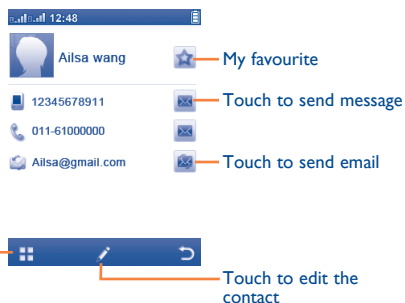 12:48
Ailsa wang
My favourite
12345678911
Touch to send message
011-61000000
Ailsa@gmail.com
Touch to send email
Touch to edit the
contact